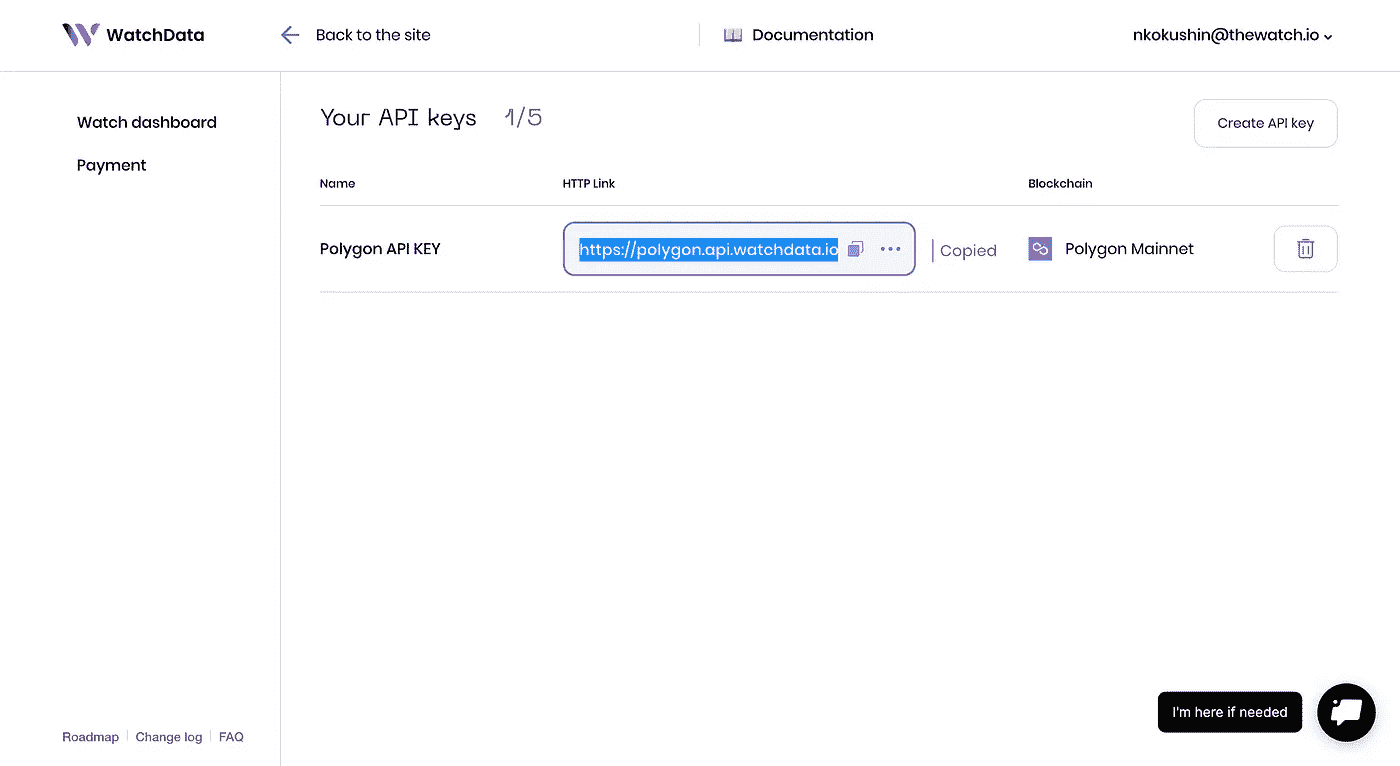 WatchData
Back to the site
Documentation
nkokushin@thewatch.io
Watch dashboard
Payment
Your API keys 1/5
Create API key
Name
HTTP Link
Blockchain
Polygon API KEY
https://polygon.api.watchdata.io
Copied
Polygon Mainnet
I'm here if needed
Roadmap
Change log
FAQ